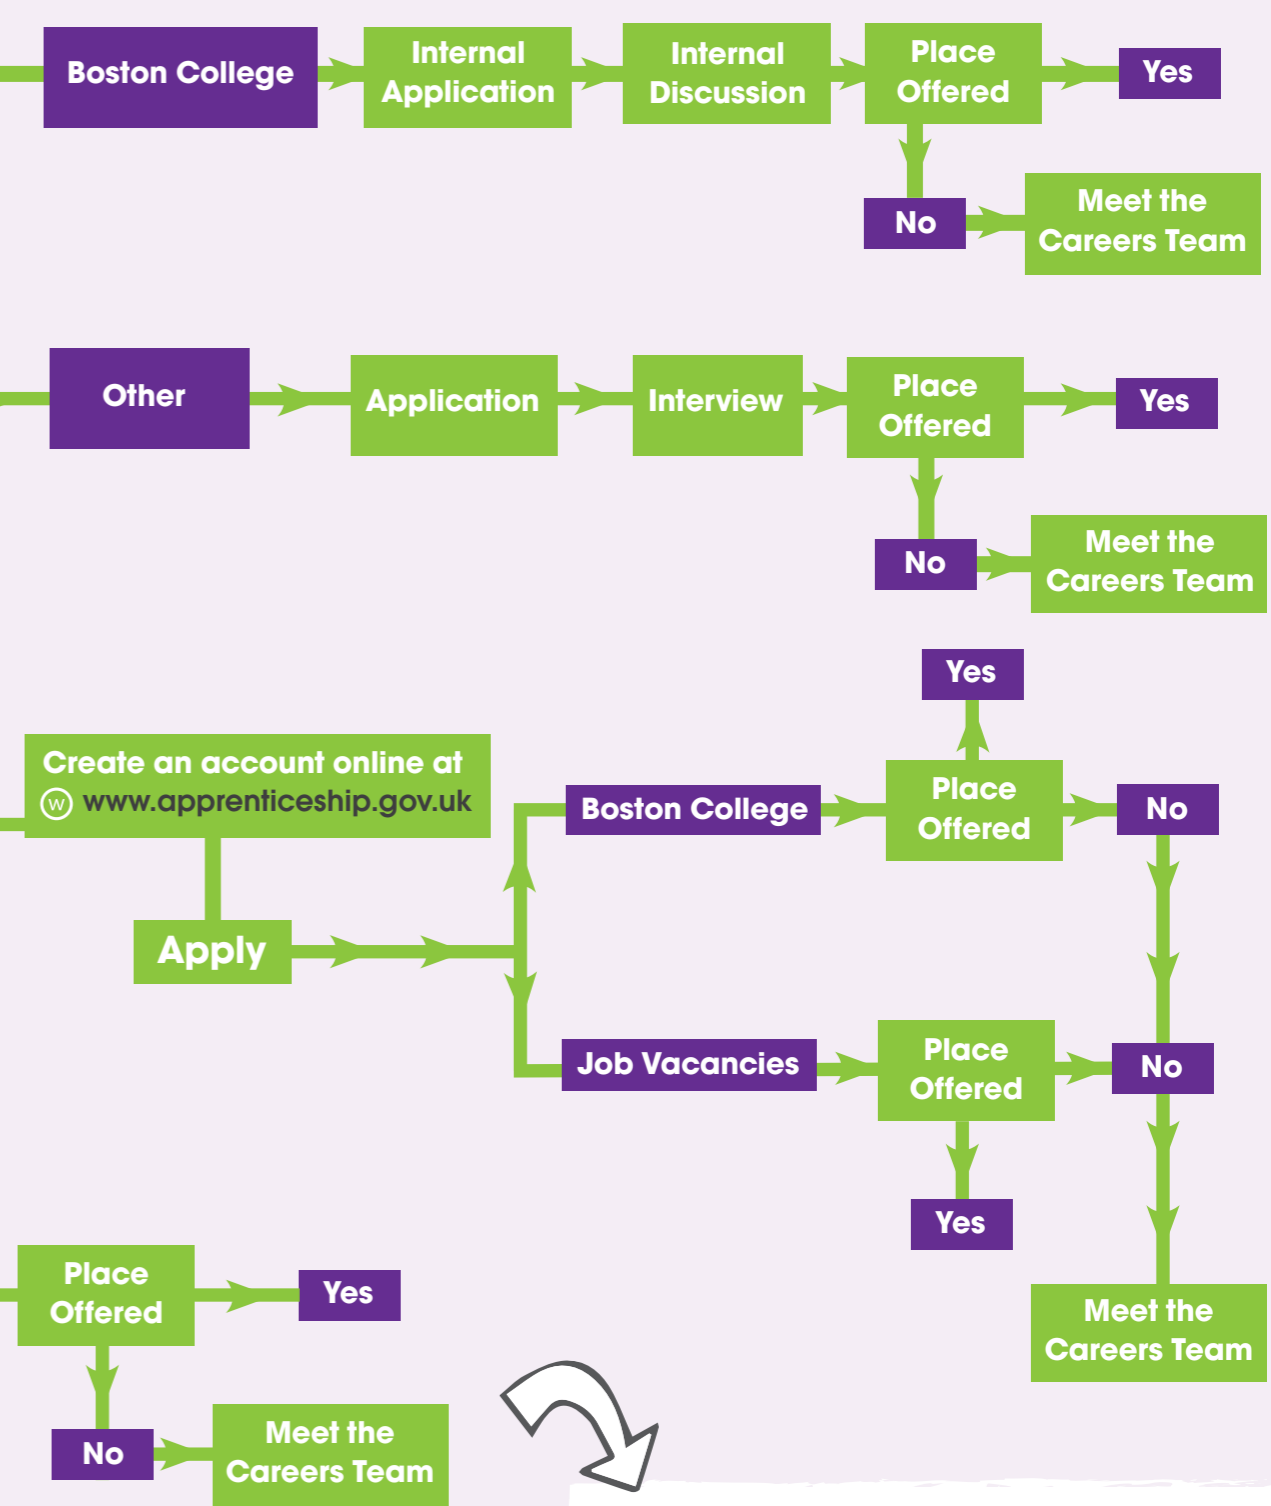 Boston College
Internal
Application
Internal
Discussion
Place
Offered
Yes
No
Meet the
Careers Team
Other
Application
Interview
Place
Offered
Yes
No
Meet the
Careers Team
Create an account online at
w www.apprenticeship.gov.uk
Apply
Boston College
Place
Offered
Yes
No
Job Vacancies
Place
Offered
No
Yes
Meet the
Careers Team
Place
Offered
Yes
No
Meet the
Careers Team